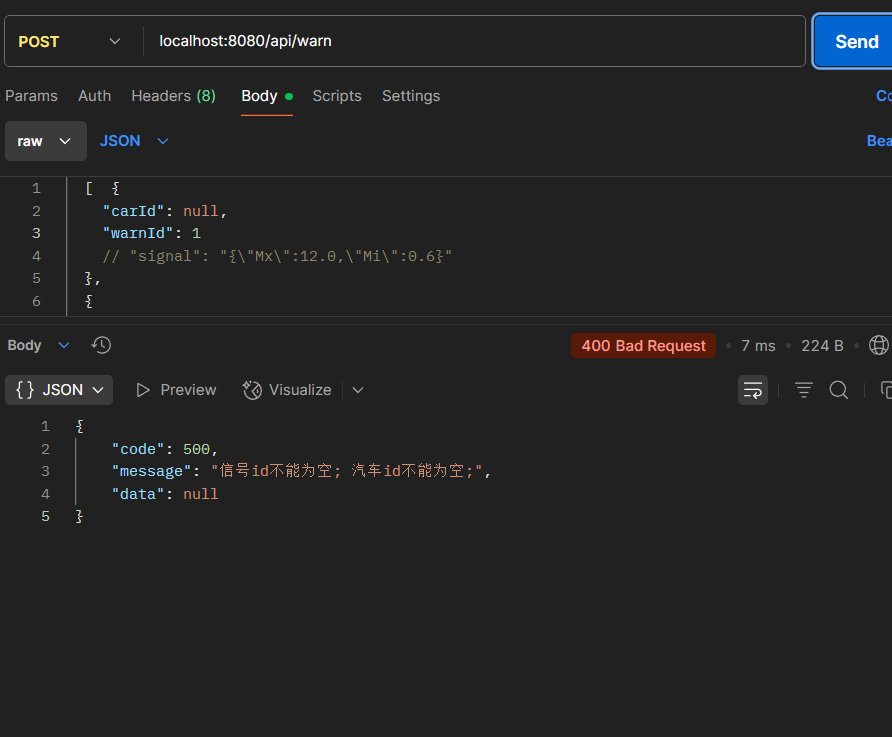 POST localhost:8080/api/warn Send
Params Auth Headers (8) Body Scripts Settings Co
raw JSON Bea
1 [ {
2 "carId": null,
3 "warnId": 1
4 // "signal": "{\"Mx\":12.0,\"Mi\":0.6}"
5 },
6 {
Body 400 Bad Request 7 ms 224 B
{} JSON Preview Visualize
1 {
2 "code": 500,
3 "message": "信号id不能为空; 汽车id不能为空;",
4 "data": null
5 }